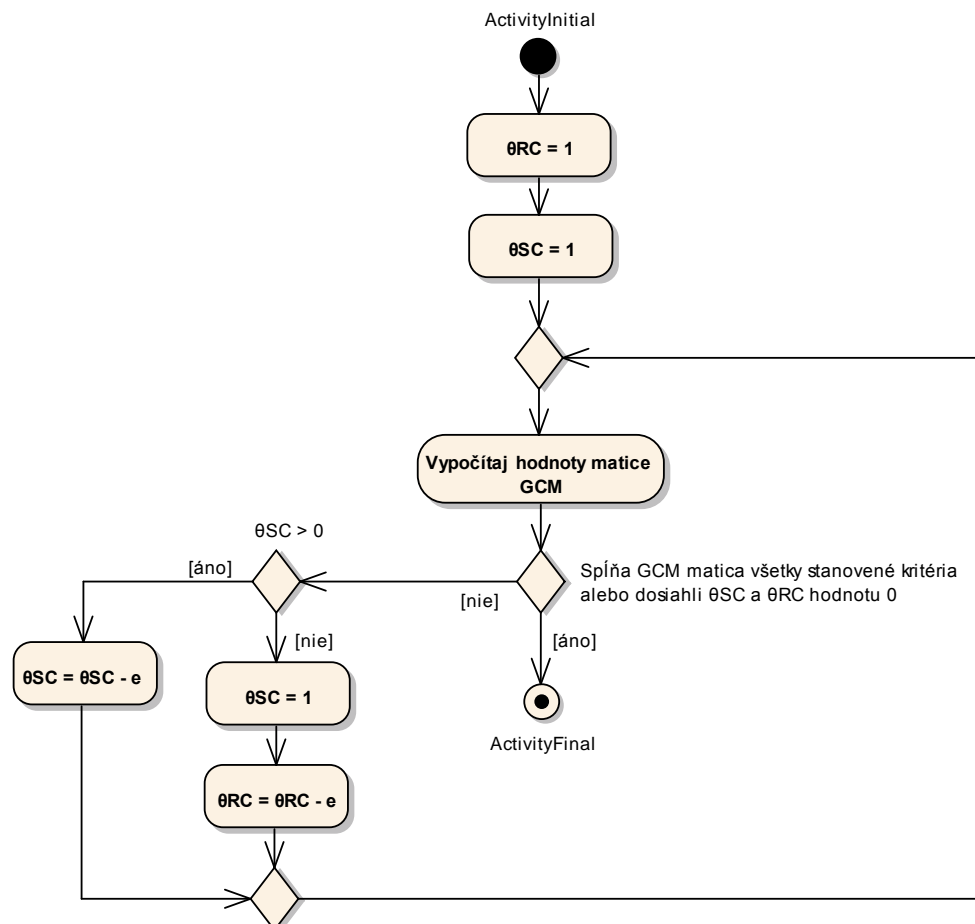 ActivityInitial
θRC = 1
θSC = 1
Vypočítaj hodnoty matice
GCM
θSC > 0
[áno]
[nie]
Spĺňa GCM matica všetky stanovené kritéria
alebo dosiahli θSC a θRC hodnotu 0
[nie]
[áno]
θSC = θSC - e
θSC = 1
ActivityFinal
θRC = θRC - e